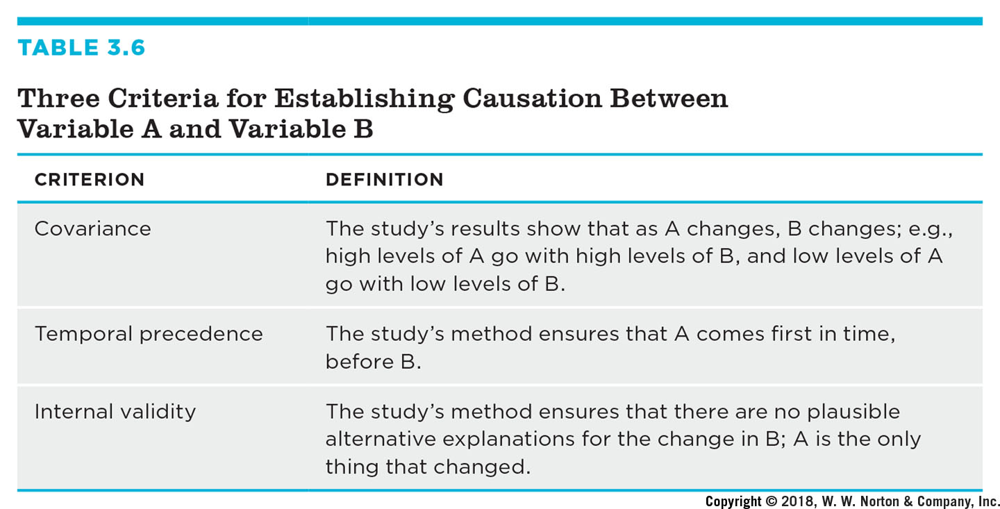 TABLE 3.6
Three Criteria for Establishing Causation Between
Variable A and Variable B
CRITERION DEFINITION
Covariance The study’s results show that as A changes, B changes; e.g.,
high levels of A go with high levels of B, and low levels of A
go with low levels of B.
Temporal precedence The study’s method ensures that A comes first in time,
before B.
Internal validity The study’s method ensures that there are no plausible
alternative explanations for the change in B; A is the only
thing that changed.
Copyright © 2018, W. W. Norton & Company, Inc.